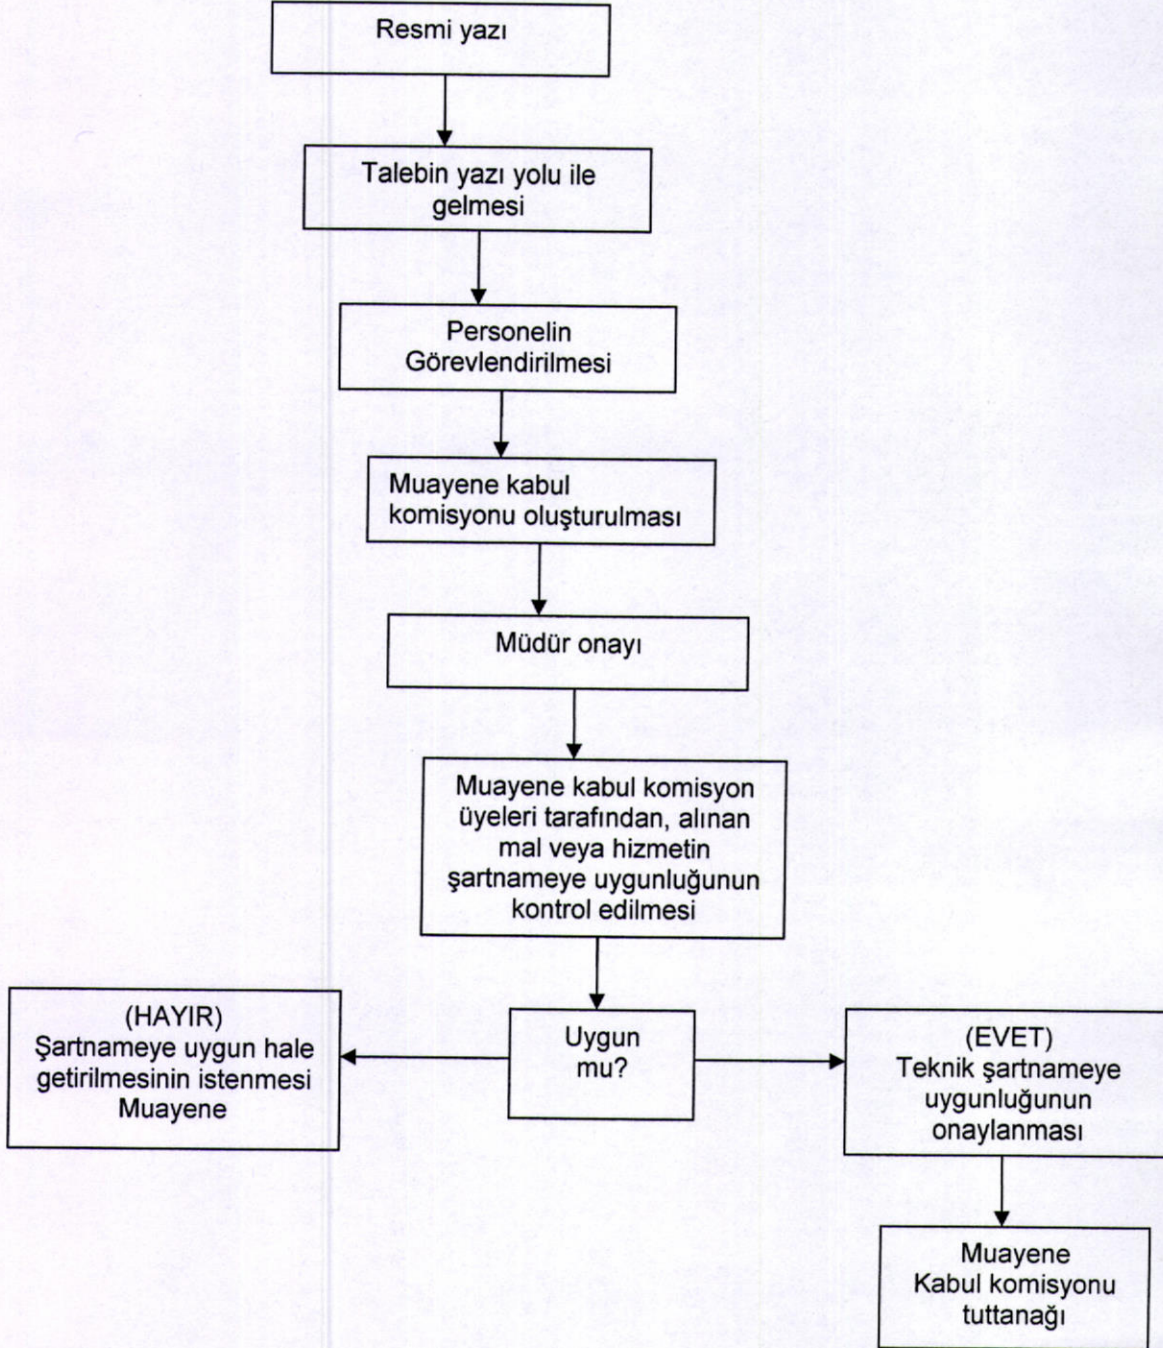 Resmi yazı
Talebin yazı yolu ile
gelmesi
Personelin
Görevlendirilmesi
Muayene kabul
komisyonu oluşturulması
Müdür onayı
Muayene kabul komisyon
üyeleri tarafından, alınan
mal veya hizmetin
şartnameye uygunluğunun
kontrol edilmesi
Uygun
mu?
(HAYIR)
Şartnameye uygun hale
getirilmesinin istenmesi
Muayene
(EVET)
Teknik şartnameye
uygunluğunun
onaylanması
Muayene
Kabul komisyonu
tuttanağı